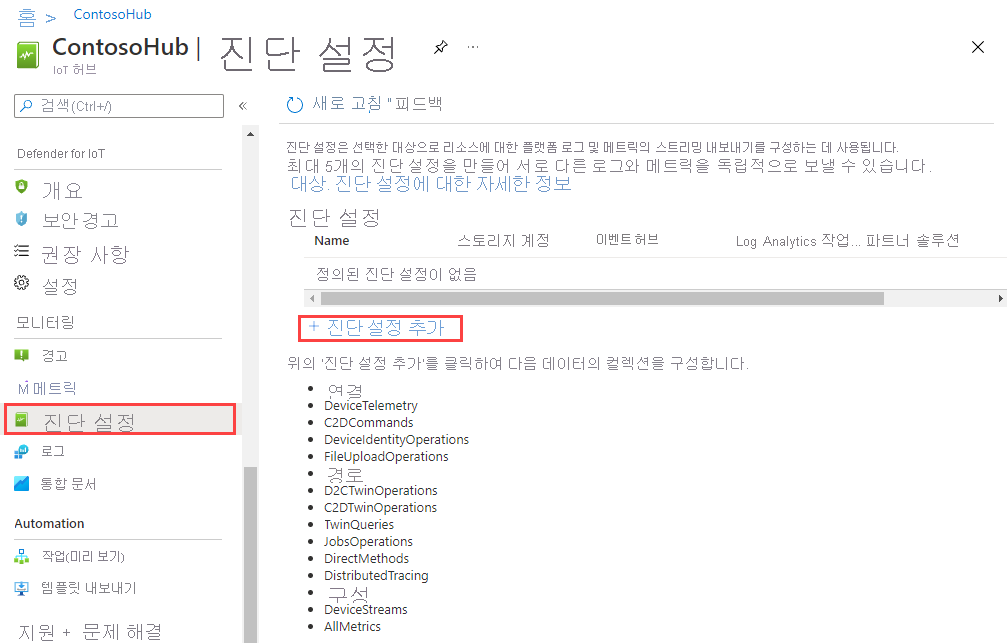 홈 > ContosoHub
ContosoHub | 진단 설정 ...
IoT 허브
검색(Ctrl+/) «
Defender for IoT
개요
보안 경고
권장 사항
설정
모니터링
경고
메트릭
진단 설정
로그
통합 문서
Automation
작업(미리 보기)
템플릿 내보내기
지원 + 문제 해결
새로 고침 "피드백
진단 설정은 선택한 대상으로 리소스에 대한 플랫폼 로그 및 메트릭의 스트리밍 내보내기를 구성하는 데 사용됩니다.
최대 5개의 진단 설정을 만들어 서로 다른 로그와 메트릭을 독립적으로 보낼 수 있습니다.
대상. 진단 설정에 대한 자세한 정보
진단 설정
Name 스토리지 계정 이벤트 허브 Log Analytics 작업... 파트너 솔루션
정의된 진단 설정이 없음
+ 진단 설정 추가
위의 '진단 설정 추가'를 클릭하여 다음 데이터의 컬렉션을 구성합니다.
• 연결
• DeviceTelemetry
• C2DCommands
• DeviceIdentityOperations
• FileUploadOperations
• 경로
• D2CTwinOperations
• C2DTwinOperations
• TwinQueries
• JobsOperations
• DirectMethods
• DistributedTracing
• 구성
• DeviceStreams
• AllMetrics